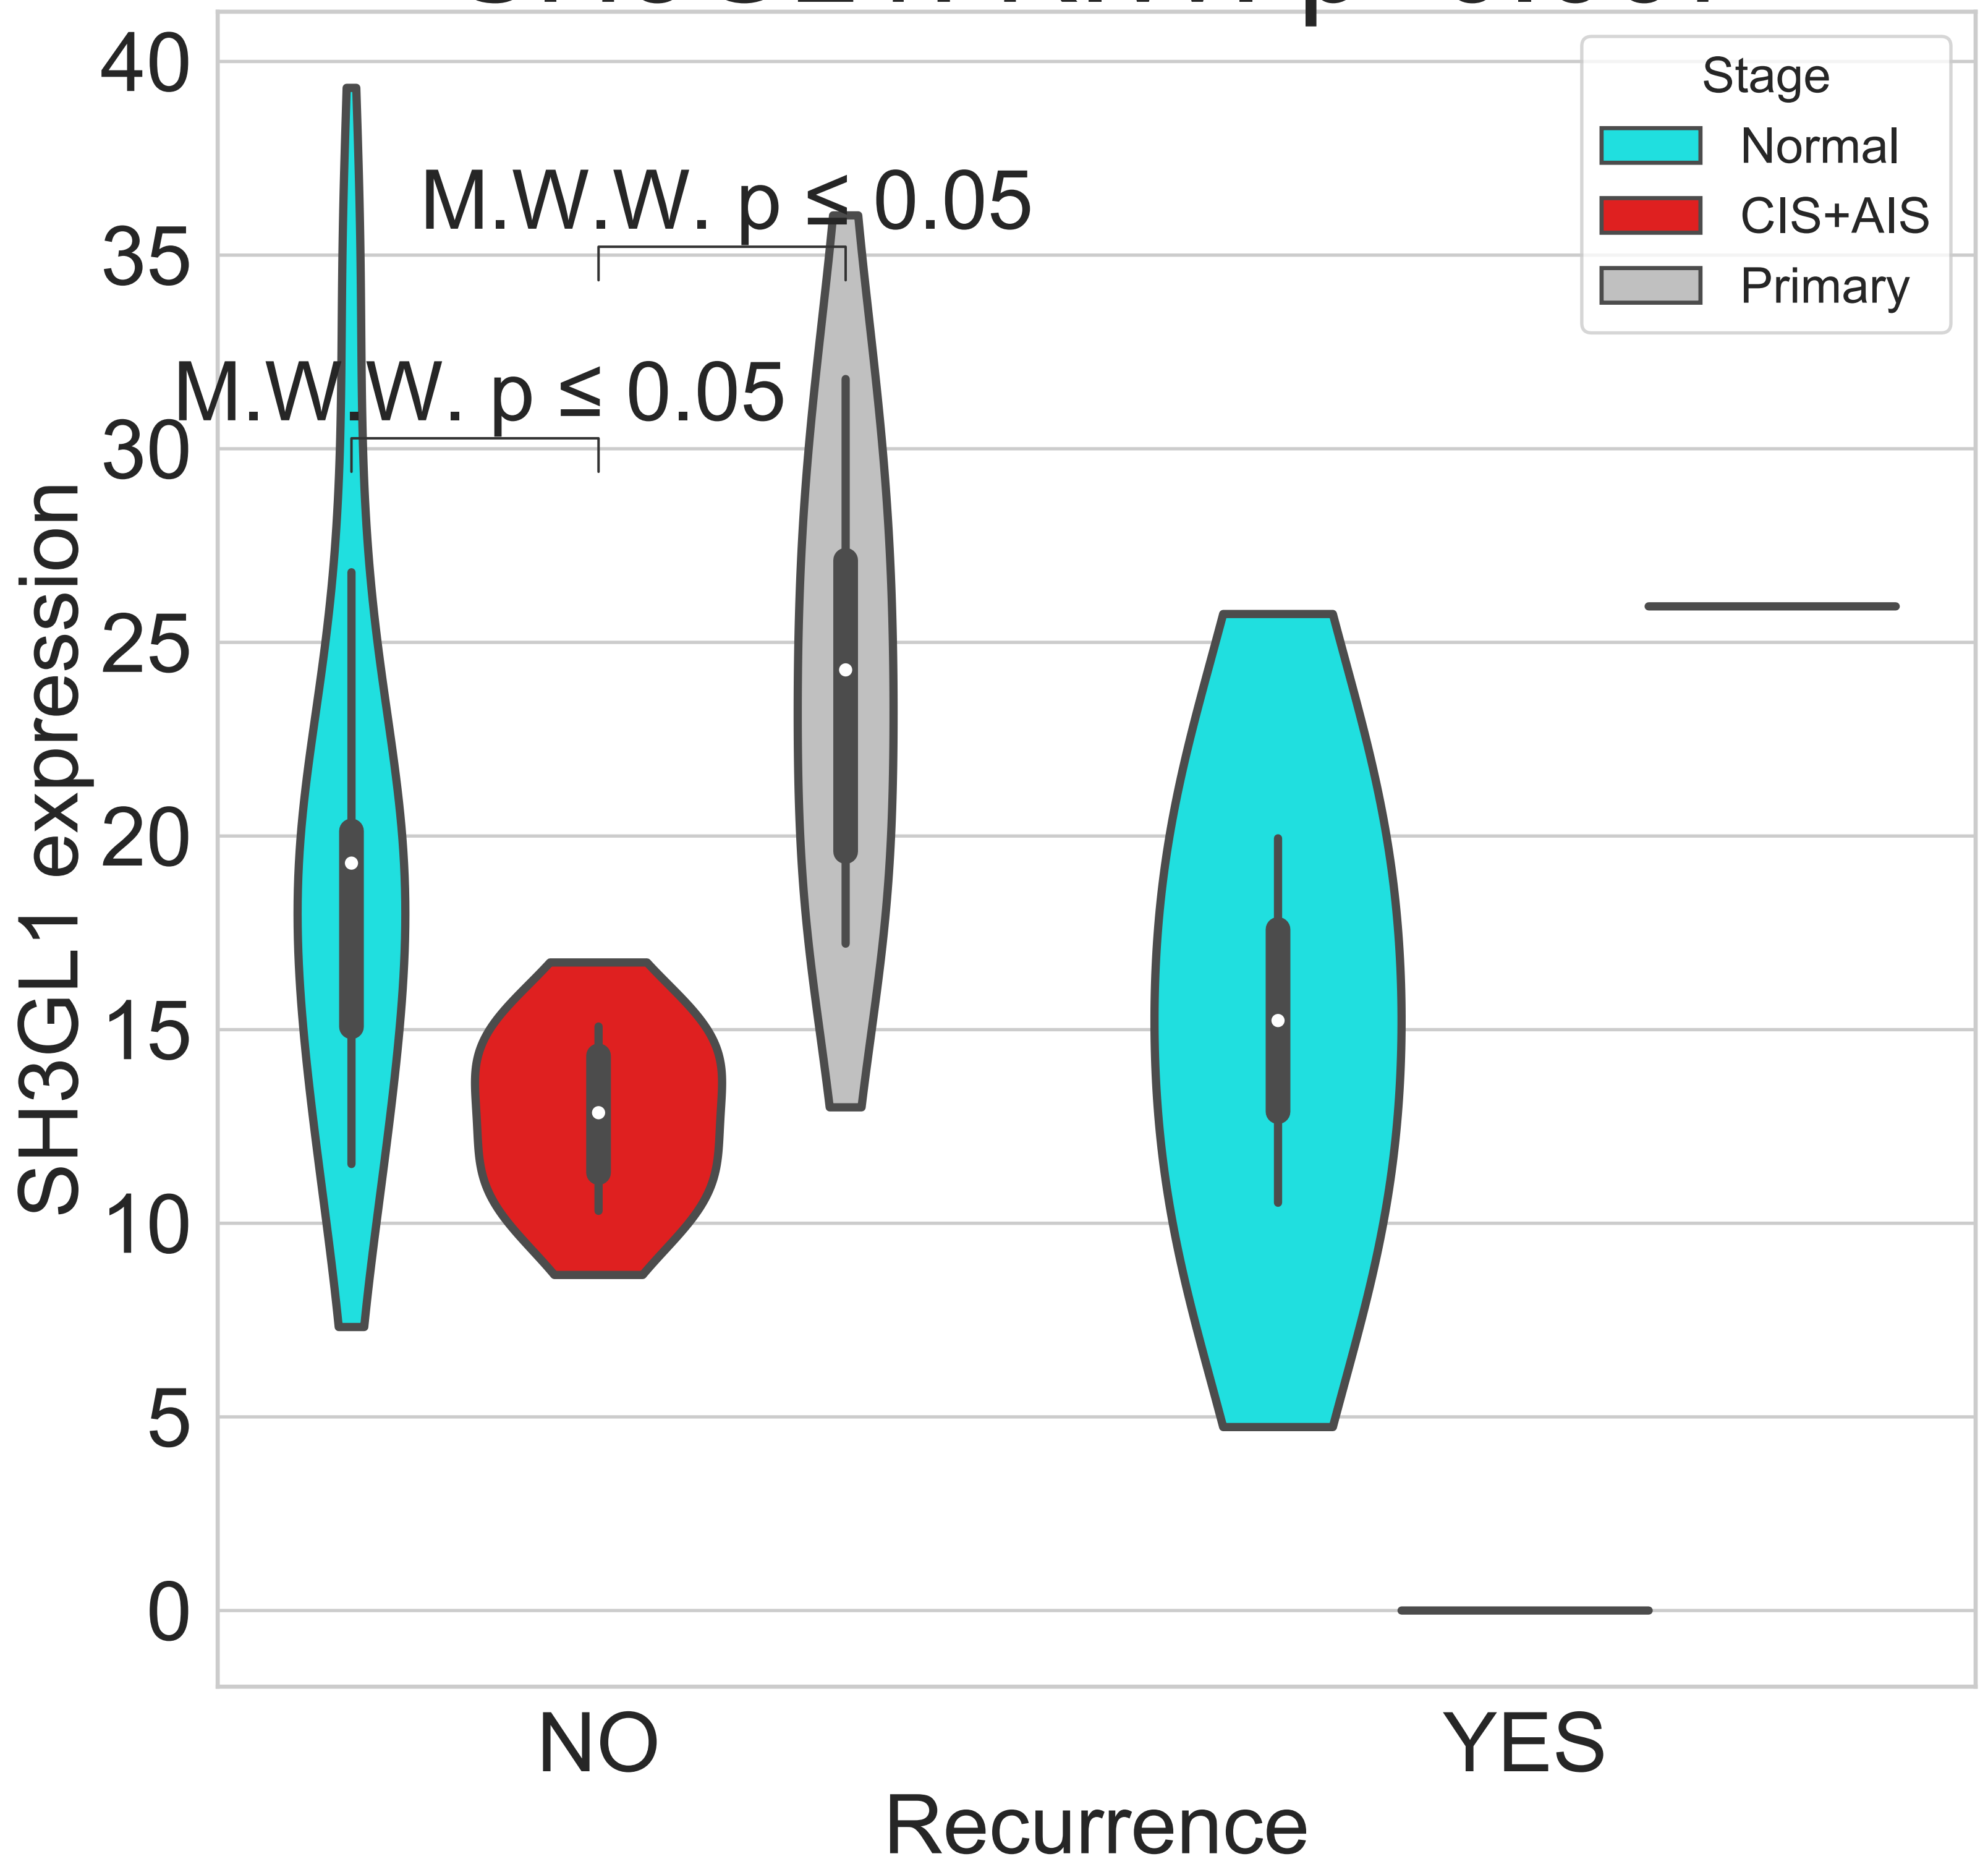 40
35
30
25
20
15
10
5
0
SH3GL1 expression
M.W.W. p ≤ 0.05
M.W.W. p ≤ 0.05
Stage
Normal
CIS+AIS
Primary
NO
YES
Recurrence